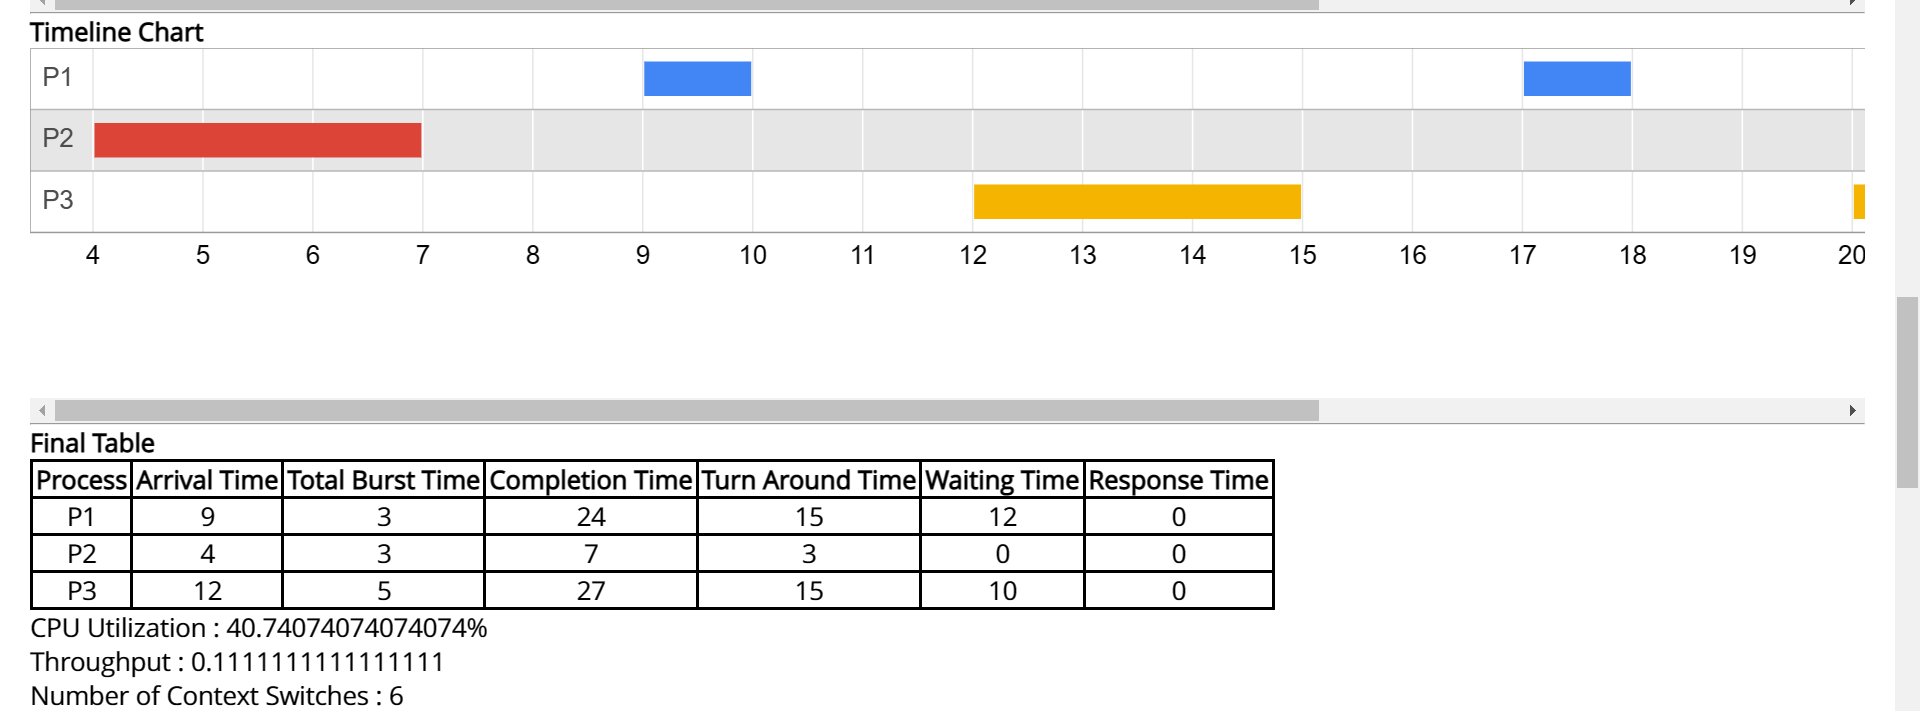 Timeline Chart
P1
P2
P3
4 5 6 7 8 9 10 11 12 13 14 15 16 17 18 19 20
Final Table
Process Arrival Time Total Burst Time Completion Time Turn Around Time Waiting Time Response Time
P1 9 3 24 15 12 0
P2 4 3 7 3 0 0
P3 12 5 27 15 10 0
CPU Utilization : 40.74074074074074%
Throughput : 0.1111111111111111
Number of Context Switches : 6